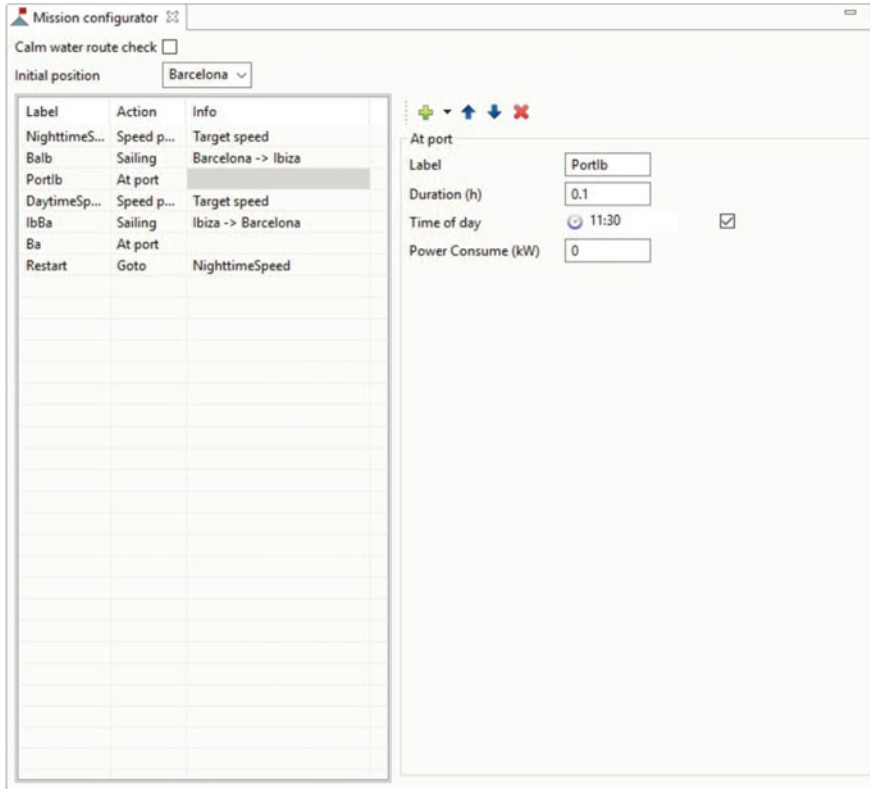 Mission configurator
Calm water route check
Initial position Barcelona
Label Action Info
NighttimeS... Speed p... Target speed
BaIb Sailing Barcelona -> Ibiza
PortIb At port
DaytimeSp... Speed p... Target speed
IbBa Sailing Ibiza -> Barcelona
Ba At port
Restart Goto NighttimeSpeed
At port
Label PortIb
Duration (h) 0.1
Time of day 11:30
Power Consume (kW) 0